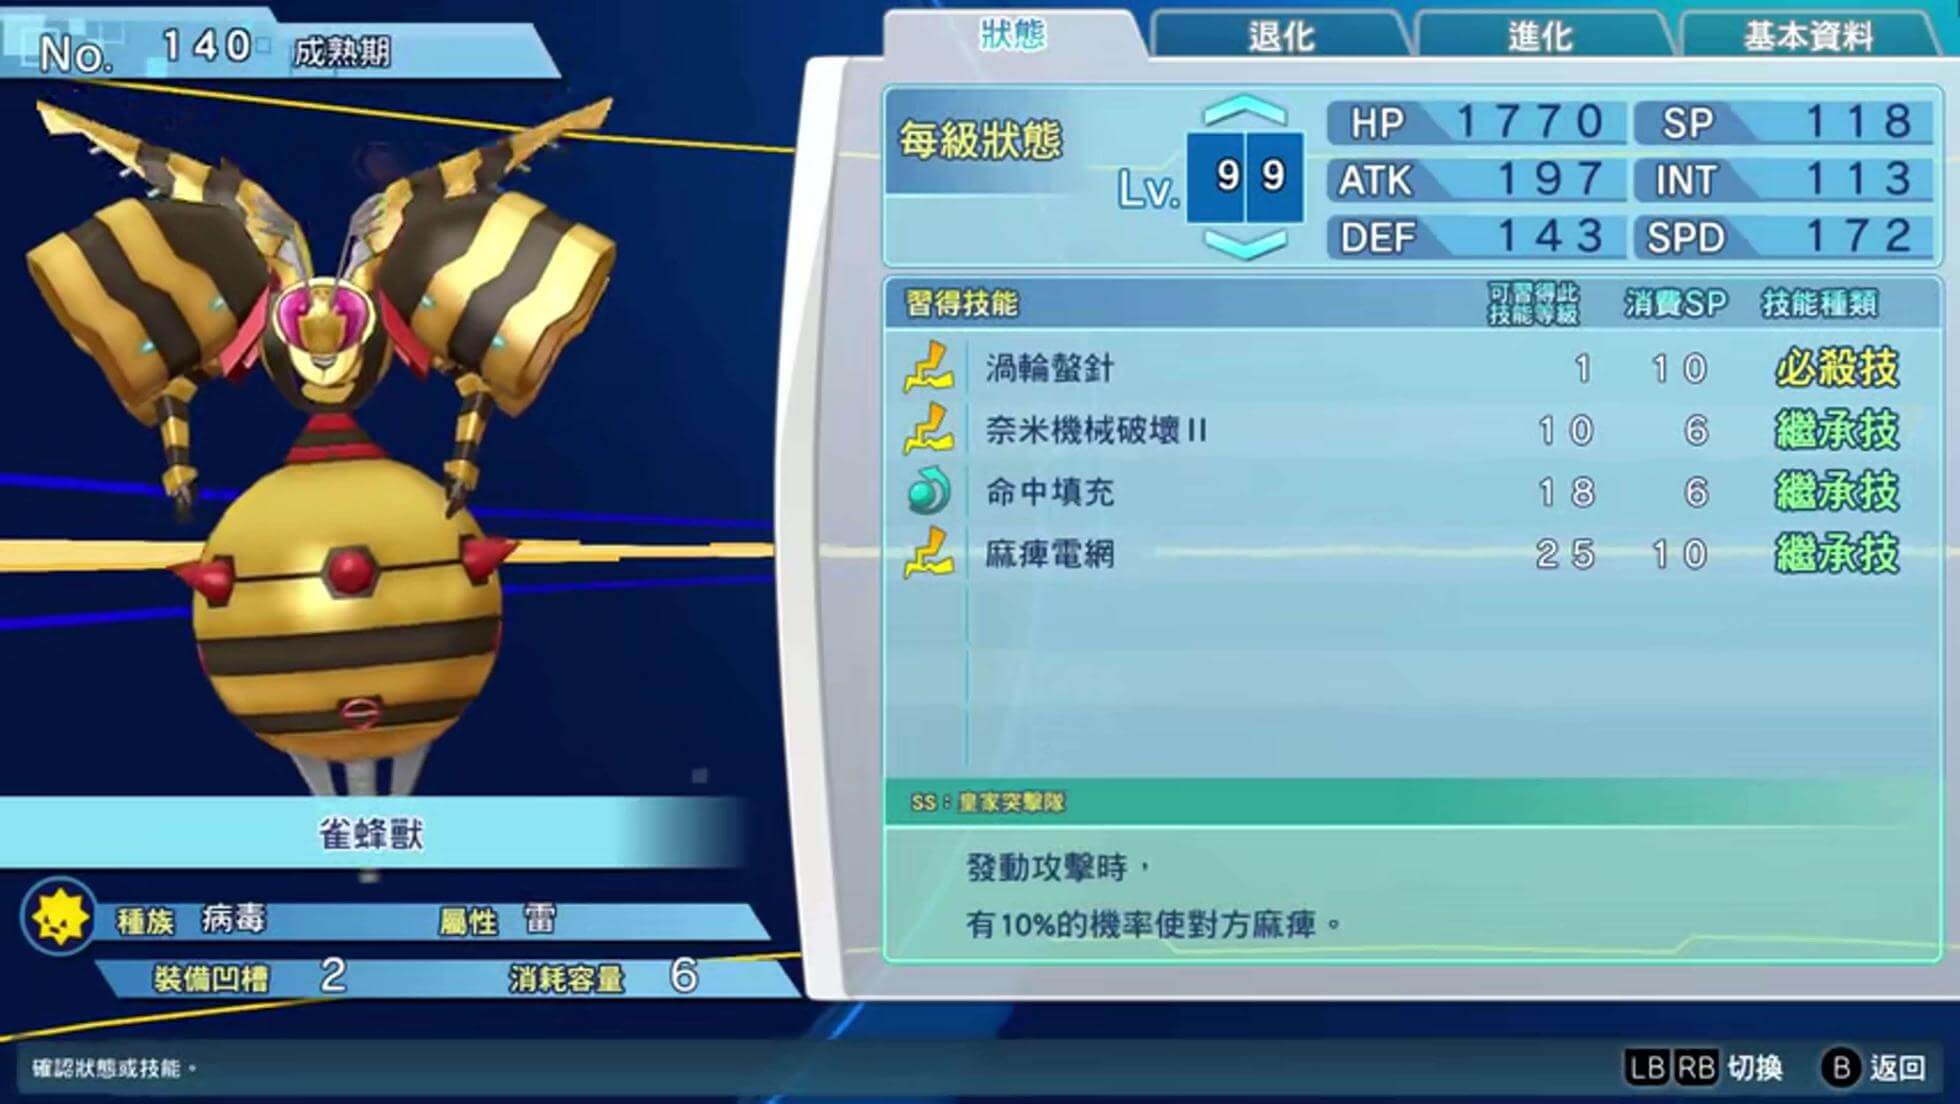 No. 140 成熟期
狀態 退化 進化 基本資料
每級狀態
Lv. 99
HP 1770 SP 118
ATK 197 INT 113
DEF 143 SPD 172
習得技能 可習得此技能等級 消費SP 技能種類
渦輪螫針 1 10 必殺技
奈米機械破壞II 10 6 繼承技
命中填充 18 6 繼承技
麻痺電網 25 10 繼承技
SS：皇家突擊隊
發動攻擊時，
有10%的機率使對方麻痺。
雀蜂獸
種族 病毒 屬性 雷
裝備凹槽 2 消耗容量 6
確認狀態或技能。
LB RB 切換 B 返回